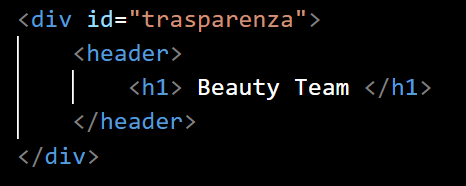 <div id="trasparenza">
<header>
<h1> Beauty Team </h1>
</header>
</div>